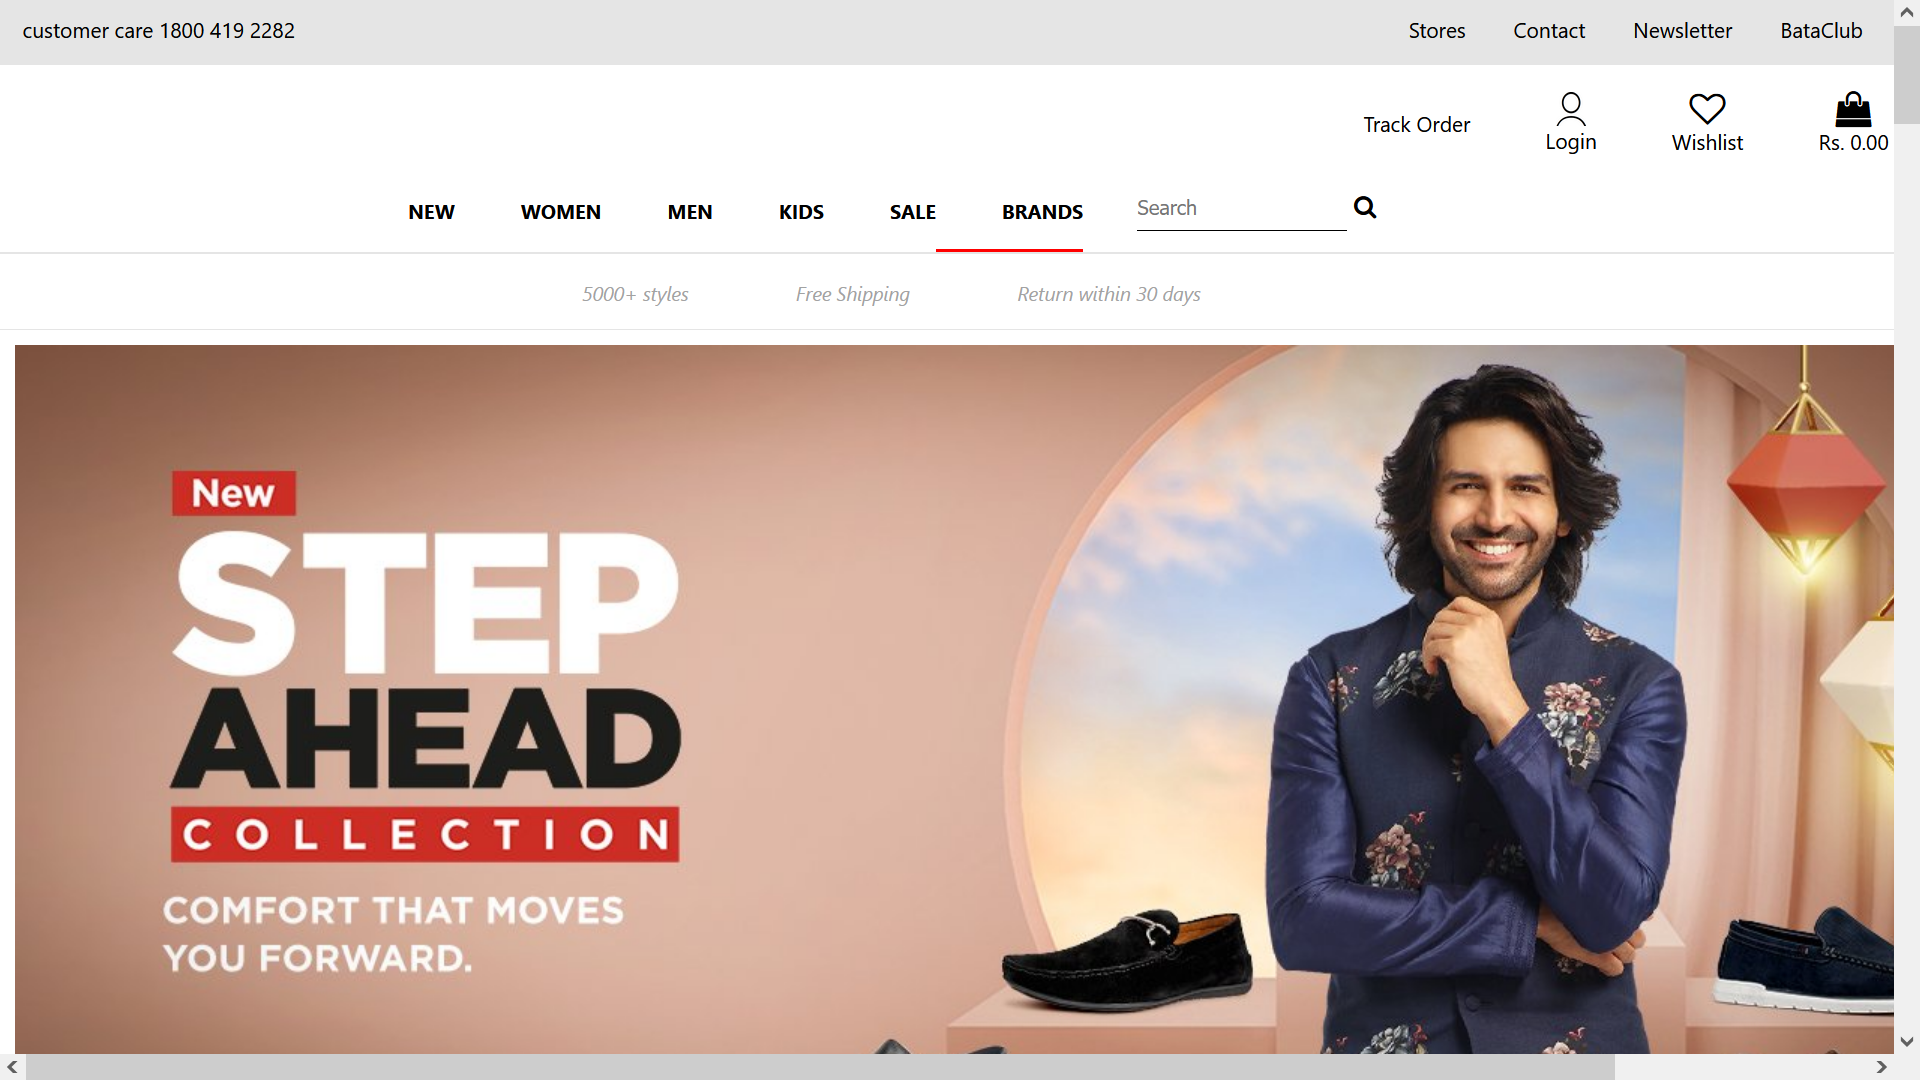 customer care 1800 419 2282
Stores
Contact
Newsletter
BataClub
Track Order
Login
Wishlist
Rs. 0.00
NEW
WOMEN
MEN
KIDS
SALE
BRANDS
Search
5000+ styles
Free Shipping
Return within 30 days
New
STEP
AHEAD
COLLECTION
COMFORT THAT MOVES
YOU FORWARD.